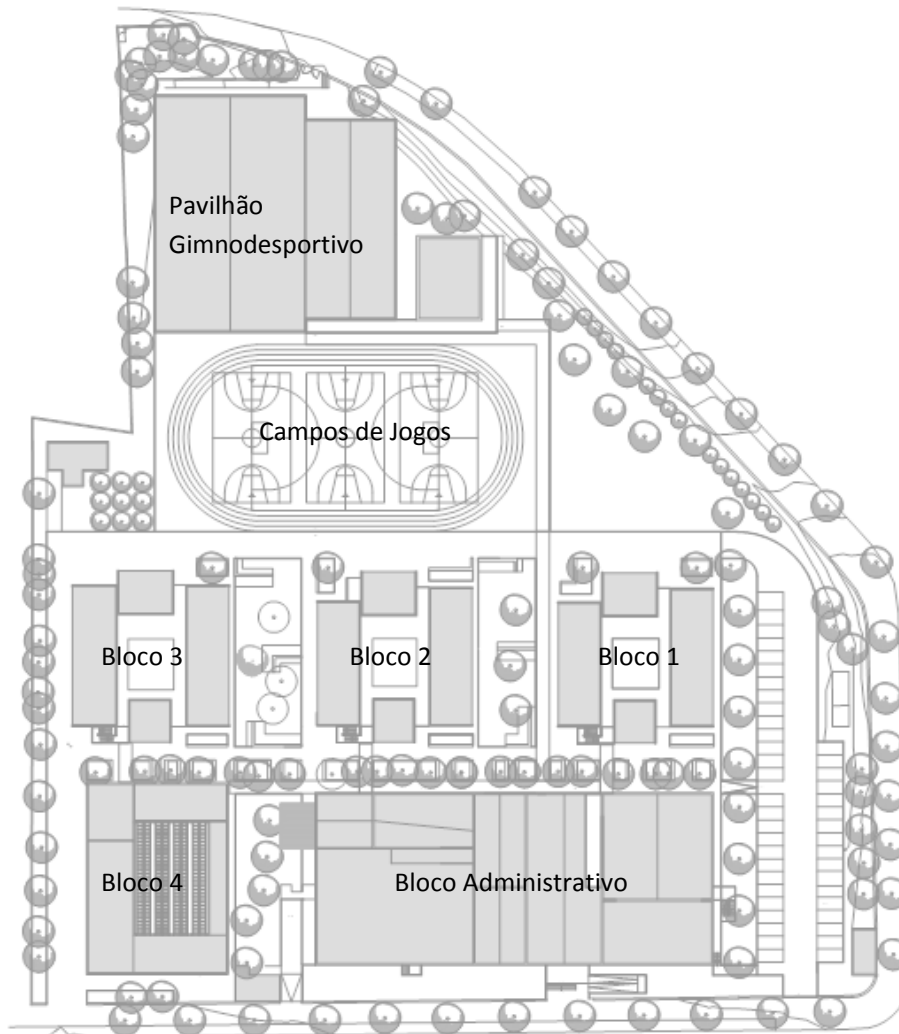 Pavilhão
Gimnodesportivo
Campos de Jogos
Bloco 3
Bloco 2
Bloco 1
Bloco 4
Bloco Administrativo